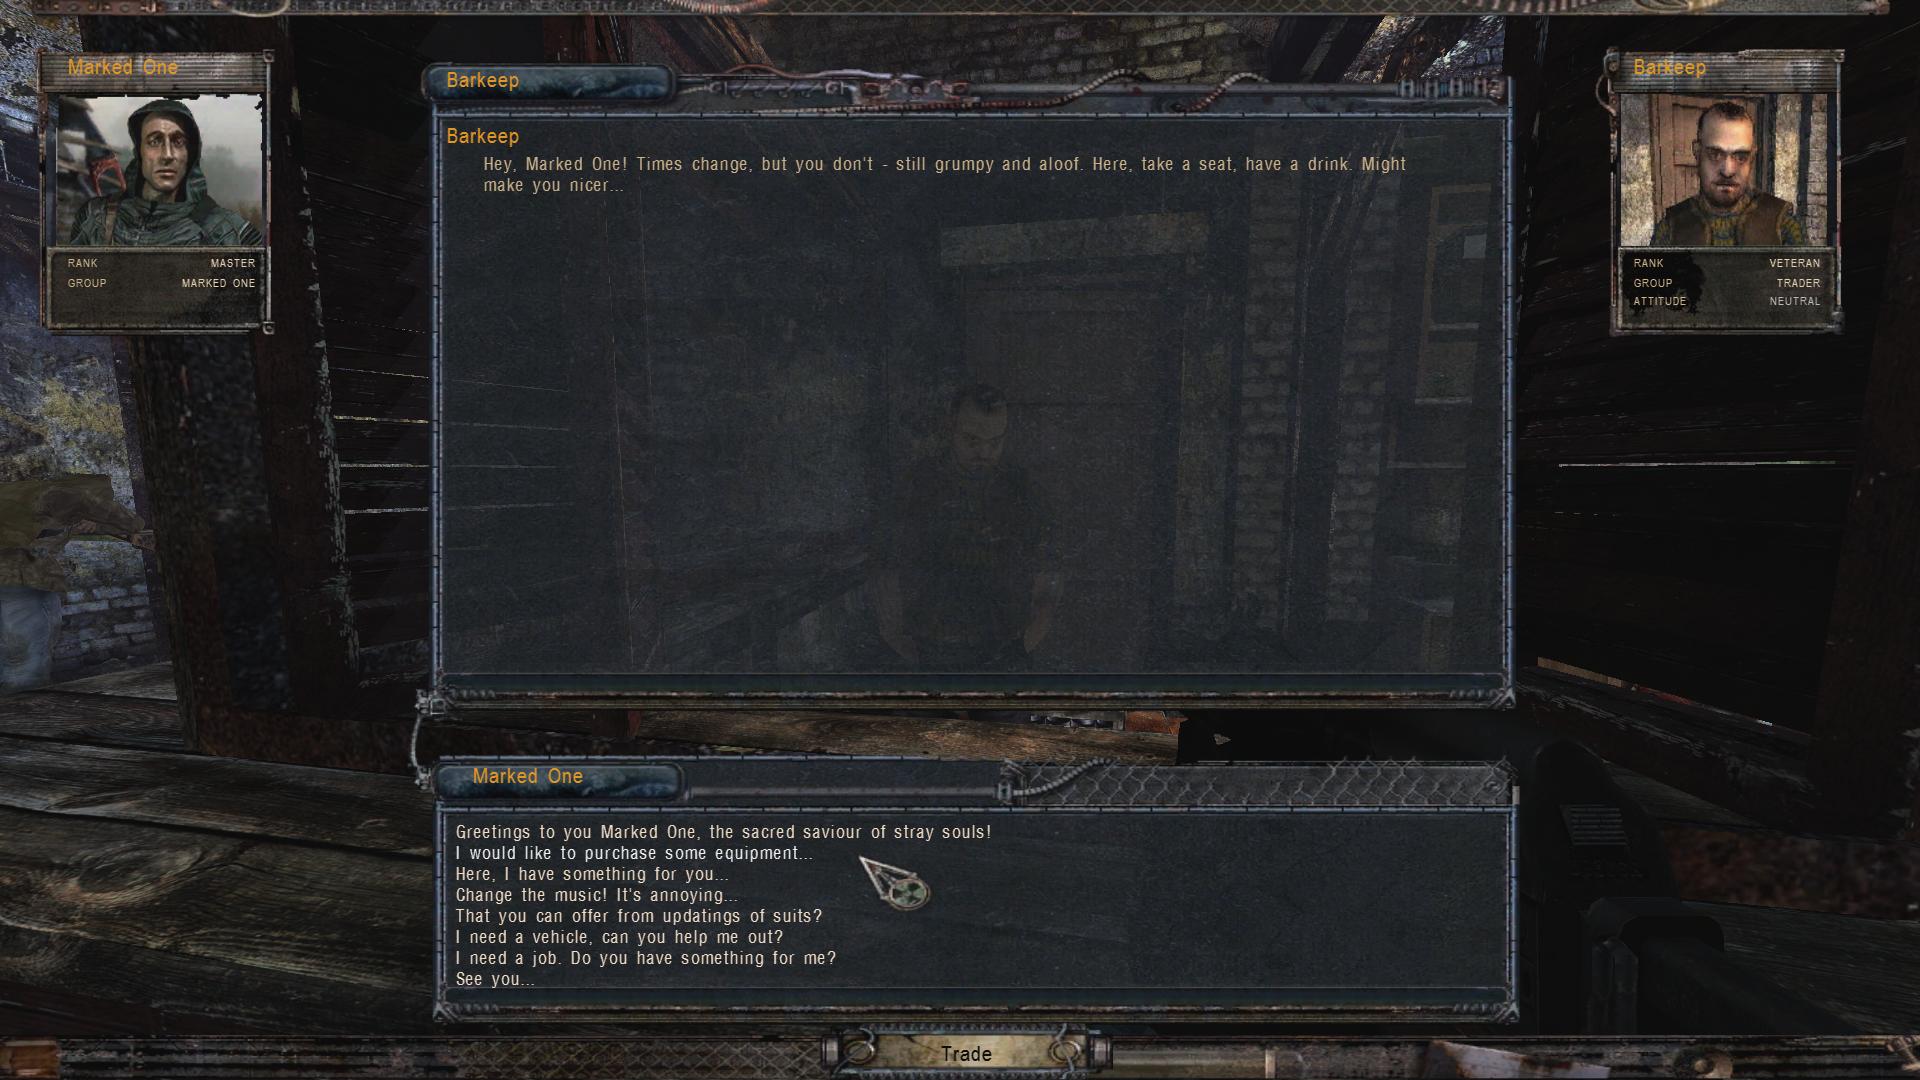 Marked One
RANK MASTER
GROUP MARKED ONE
Barkeep
Barkeep
Hey, Marked One! Times change, but you don't - still grumpy and aloof. Here, take a seat, have a drink. Might
make you nicer...
Barkeep
RANK VETERAN
GROUP TRADER
ATTITUDE NEUTRAL
Marked One
Greetings to you Marked One, the sacred saviour of stray souls!
I would like to purchase some equipment...
Here, I have something for you...
Change the music! It's annoying...
That you can offer from updatings of suits?
I need a vehicle, can you help me out?
I need a job. Do you have something for me?
See you...
Trade